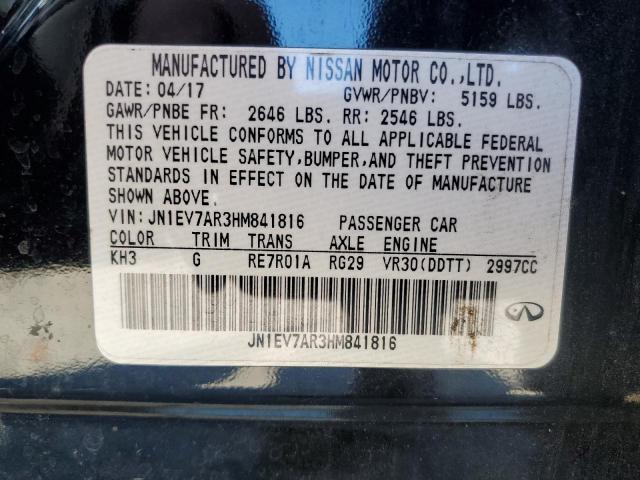 MANUFACTURED BY NISSAN MOTOR CO.,LTD.
DATE: 04/17 GVWR/PNBV: 5159 LBS.
GAWR/PNBE FR: 2646 LBS. RR: 2546 LBS.
THIS VEHICLE CONFORMS TO ALL APPLICABLE FEDERAL
MOTOR VEHICLE SAFETY,BUMPER,AND THEFT PREVENTION
STANDARDS IN EFFECT ON THE DATE OF MANUFACTURE
SHOWN ABOVE.
VIN:JN1EV7AR3HM841816 PASSENGER CAR
COLOR TRIM TRANS AXLE ENGINE
KH3 G RE7R01A RG29 VR30(DDTT) 2997CC
JN1EV7AR3HM841816